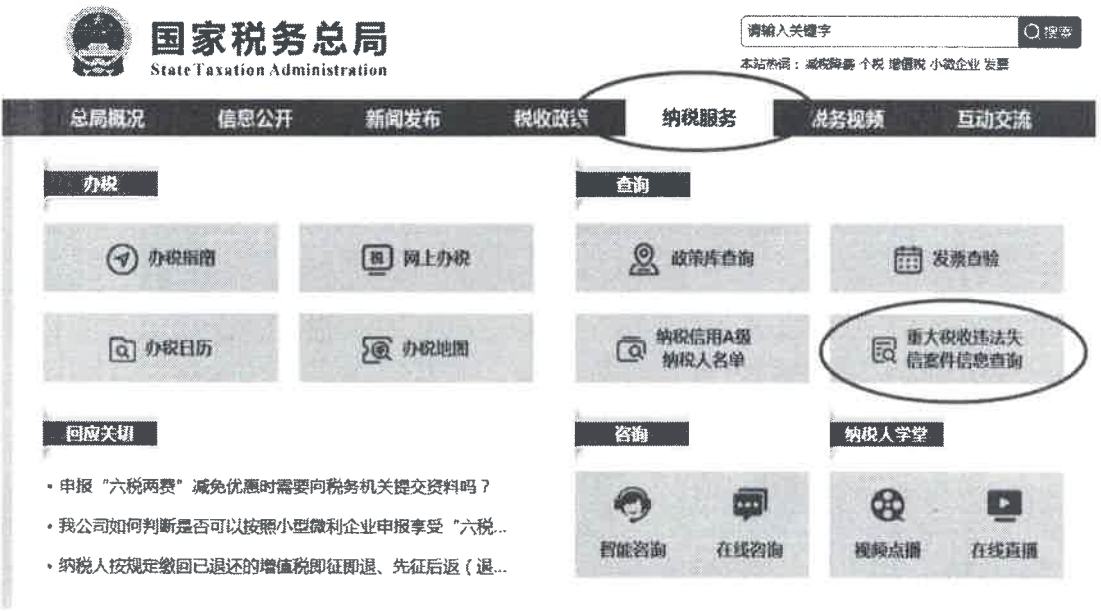 国家税务总局
State Taxation Administration
请输入关键字
搜索
本站热词： 减税降费 个税 增值税 小微企业 发票
总局概况 信息公开 新闻发布 税收政策 纳税服务 税务视频 互动交流
办税
办税指南
网上办税
办税日历
办税地图
查询
政策库查询
发票查验
纳税信用A级
纳税人名单
重大税收违法失
信案件信息查询
回应关切
· 申报“六税两费”减免优惠时需要向税务机关提交资料吗？
· 我公司如何判断是否可以按照小型微利企业申报享受“六税...
· 纳税人按规定缴回已退还的增值税即征即退、先征后返（退...
咨询
智能咨询
在线咨询
纳税人学堂
视频点播
在线直播